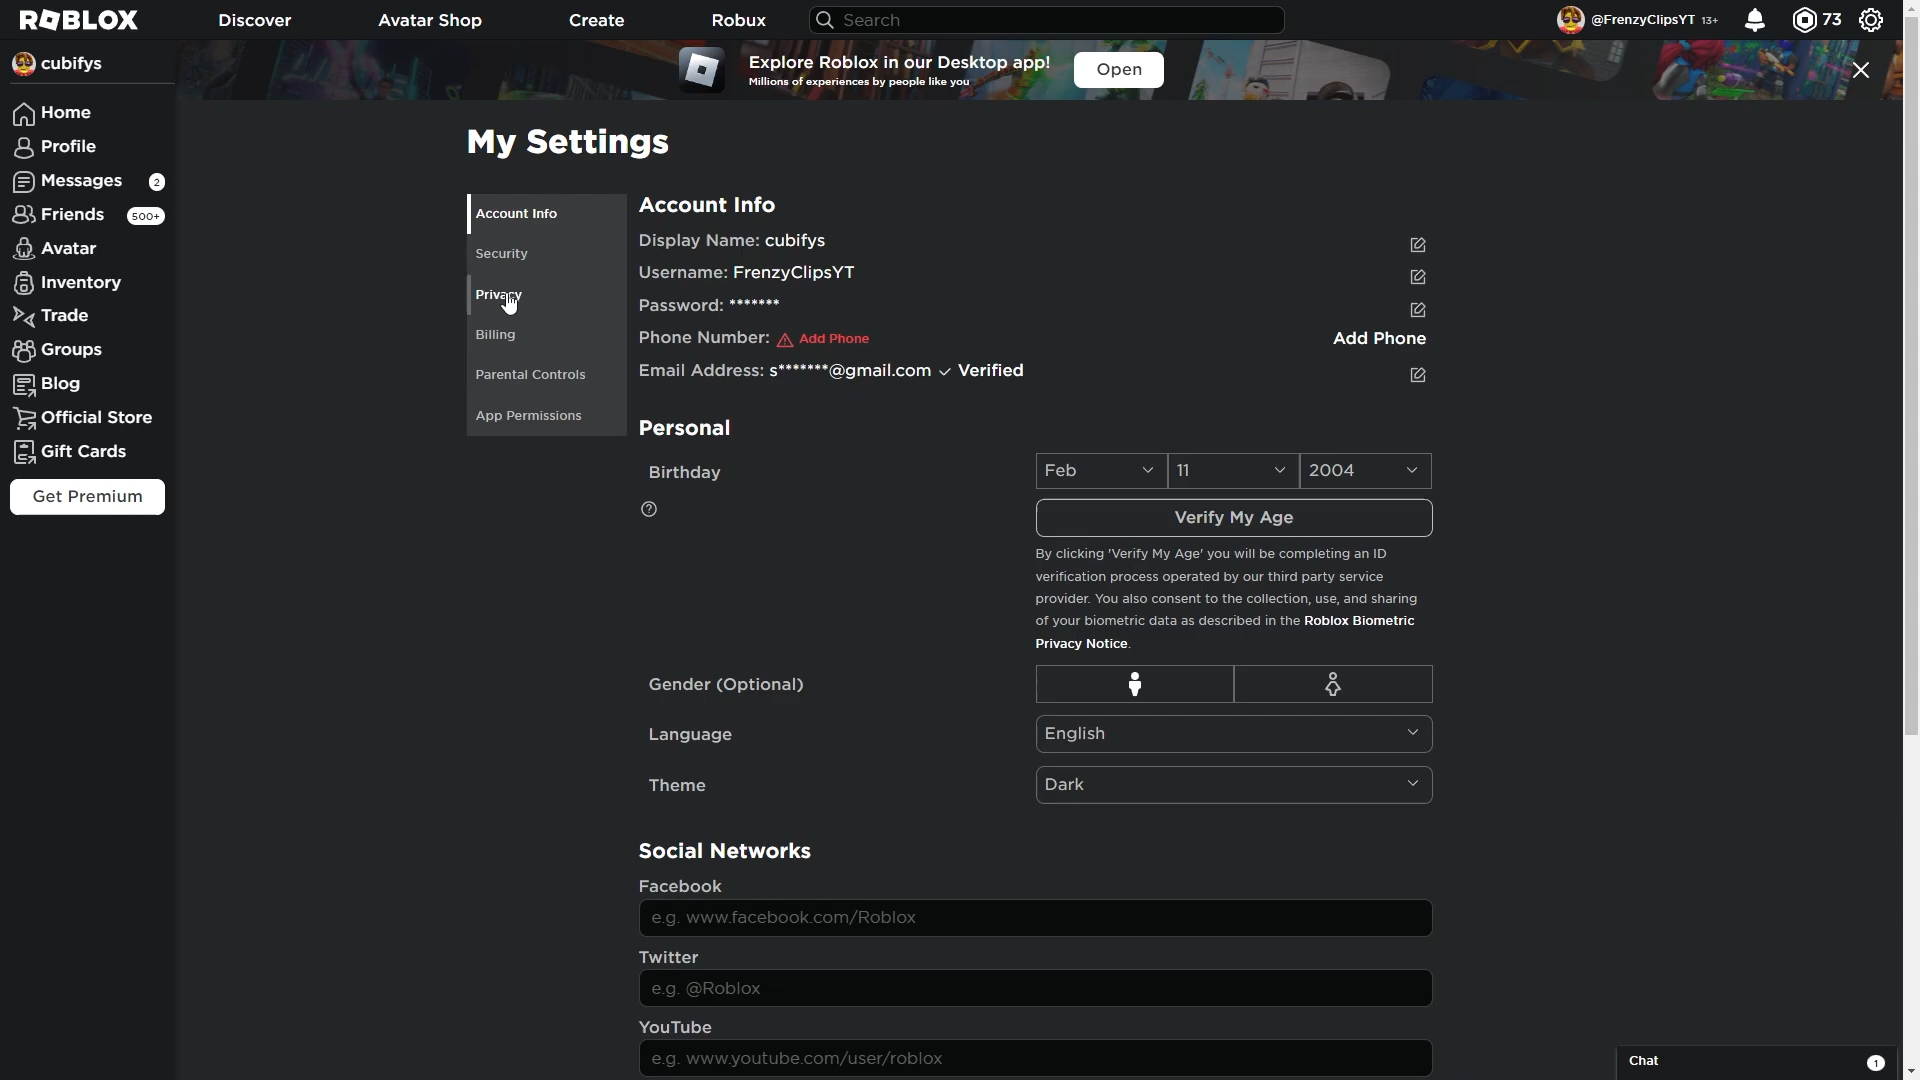 ROBLOX
Discover
Avatar Shop
Create
Robux
Search
@FrenzyClipsYT 13+
73
cubifys
Home
Profile
Messages 2
Friends 500+
Avatar
Inventory
Trade
Groups
Blog
Official Store
Gift Cards
Get Premium
Explore Roblox in our Desktop app!
Millions of experiences by people like you
Open
My Settings
Account Info
Security
Privacy
Billing
Parental Controls
App Permissions
Account Info
Display Name: cubifys
Username: FrenzyClipsYT
Password: *******
Phone Number: Add Phone
Add Phone
Email Address: s*******@gmail.com ✓ Verified
Personal
Birthday
Feb
11
2004
Verify My Age
By clicking 'Verify My Age' you will be completing an ID
verification process operated by our third party service
provider. You also consent to the collection, use, and sharing
of your biometric data as described in the Roblox Biometric
Privacy Notice.
Gender (Optional)
Language
English
Theme
Dark
Social Networks
Facebook
e.g. www.facebook.com/Roblox
Twitter
e.g. @Roblox
YouTube
e.g. www.youtube.com/user/roblox
Chat
1